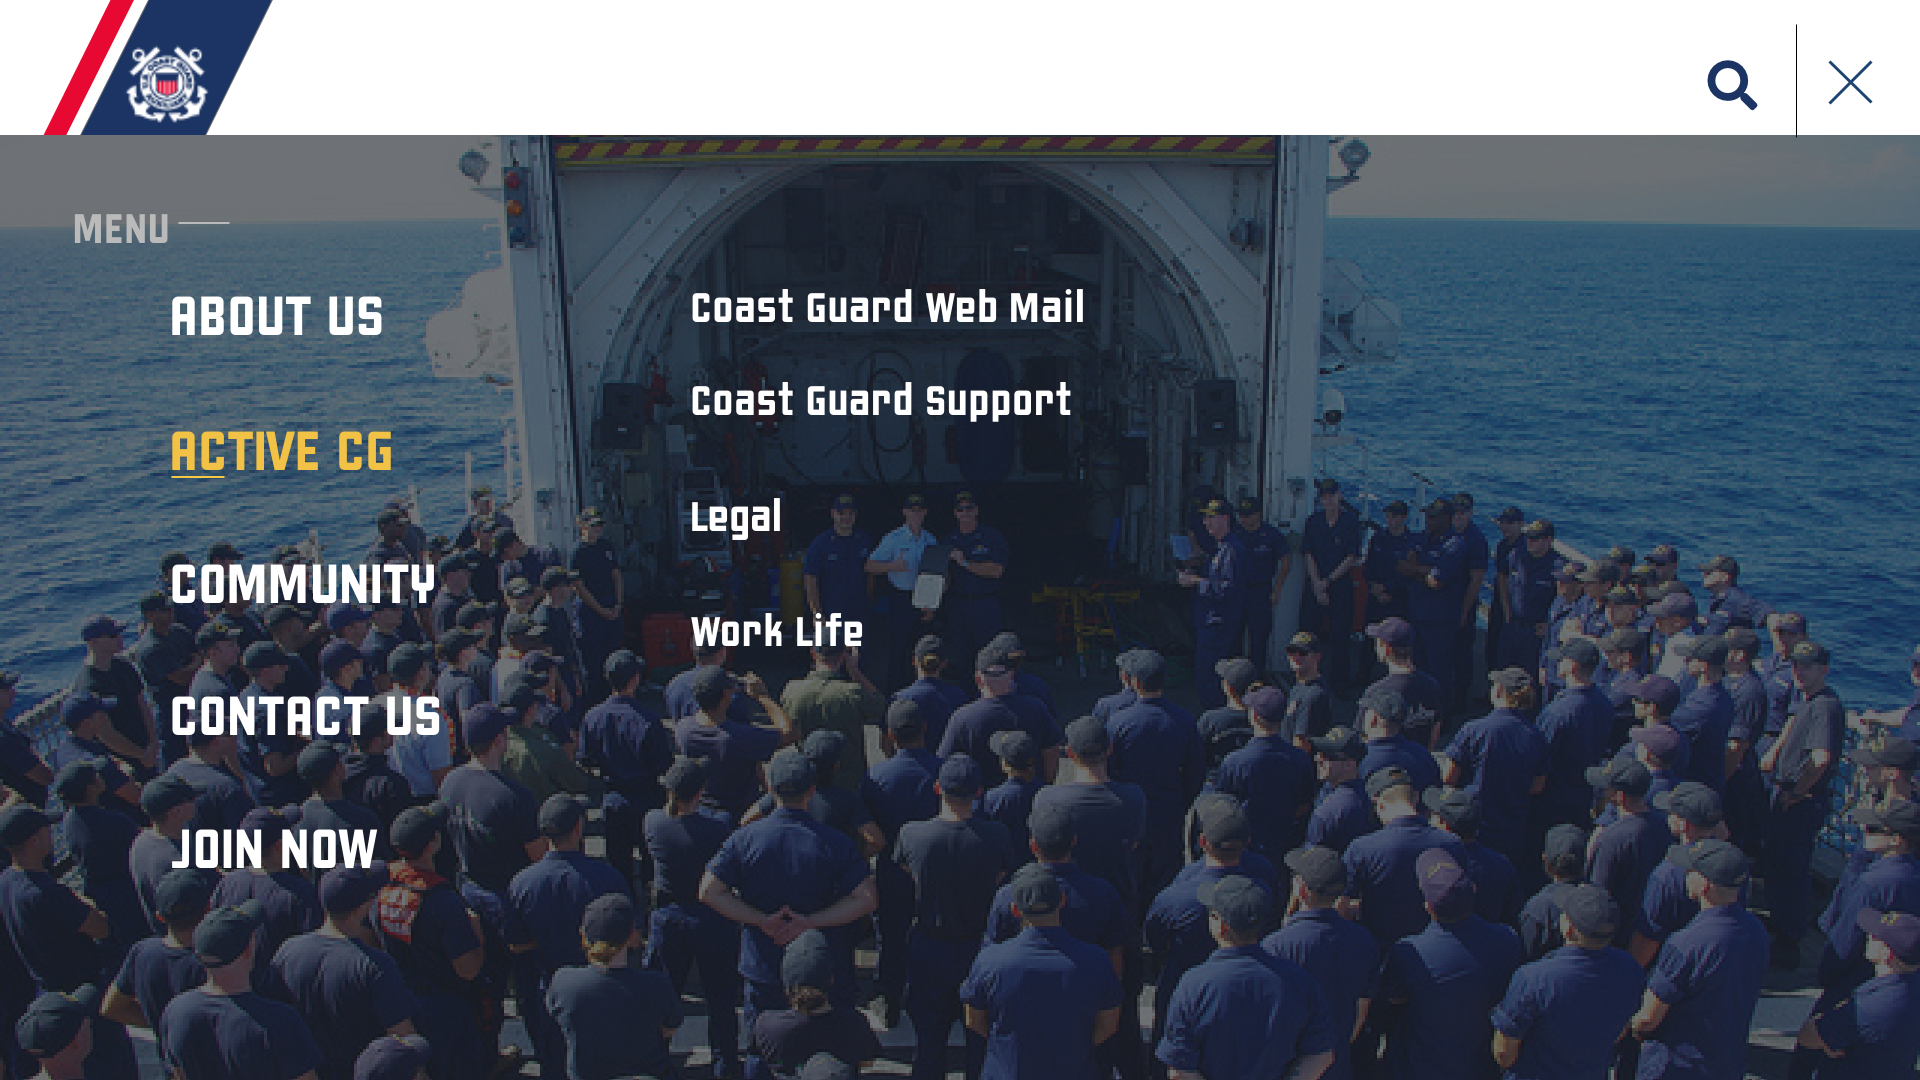 MENU
ABOUT US
ACTIVE CG
COMMUNITY
CONTACT US
JOIN NOW
Coast Guard Web Mail
Coast Guard Support
Legal
Work Life